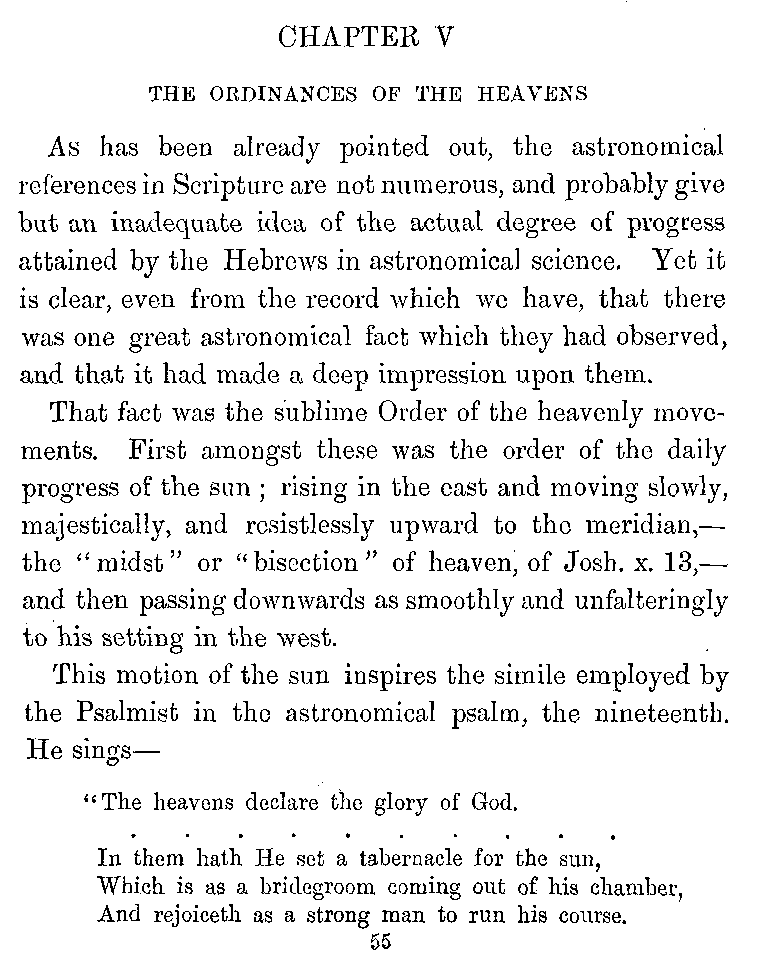 CHAPTER V
THE ORDINANCES OF THE HEAVENS
As has been already pointed out, the astronomical
references in Scripture are not numerous, and probably give
but an inadequate idea of the actual degree of progress
attained by the Hebrews in astronomical science. Yet it
is clear, even from the record which we have, that there
was one great astronomical fact which they had observed,
and that it had made a deep impression upon them.
That fact was the sublime Order of the heavenly move-
ments. First amongst these was the order of the daily
progress of the sun ; rising in the east and moving slowly,
majestically, and resistlessly upward to the meridian,—
the "midst" or "bisection" of heaven, of Josh. x. 13,—
and then passing downwards as smoothly and unfalteringly
to his setting in the west.
This motion of the sun inspires the simile employed by
the Psalmist in the astronomical psalm, the nineteenth.
He sings—
"The heavens declare the glory of God.
. . . . . . . . . .
In them hath He set a tabernacle for the sun,
Which is as a bridegroom coming out of his chamber,
And rejoiceth as a strong man to run his course.
55